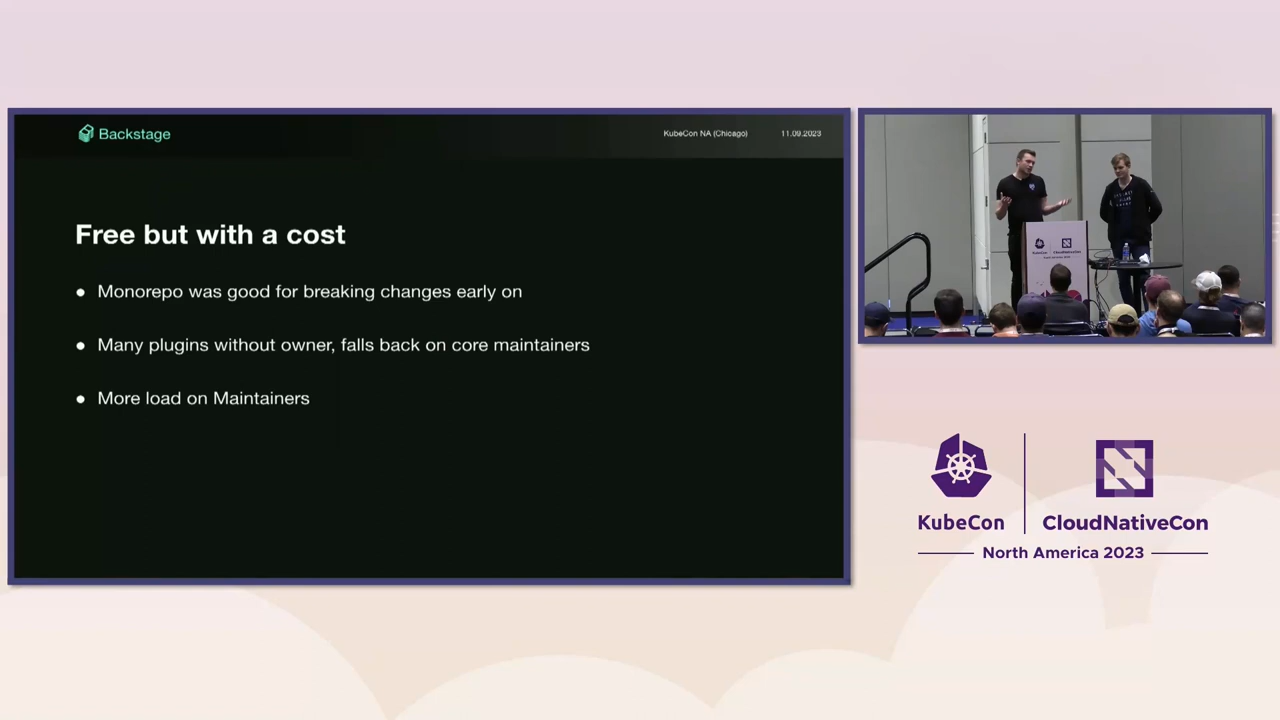 Backstage
KubeCon NA (Chicago)
11.09.2023
Free but with a cost
● Monorepo was good for breaking changes early on
● Many plugins without owner, falls back on core maintainers
● More load on Maintainers
KubeCon
CloudNativeCon
North America 2023